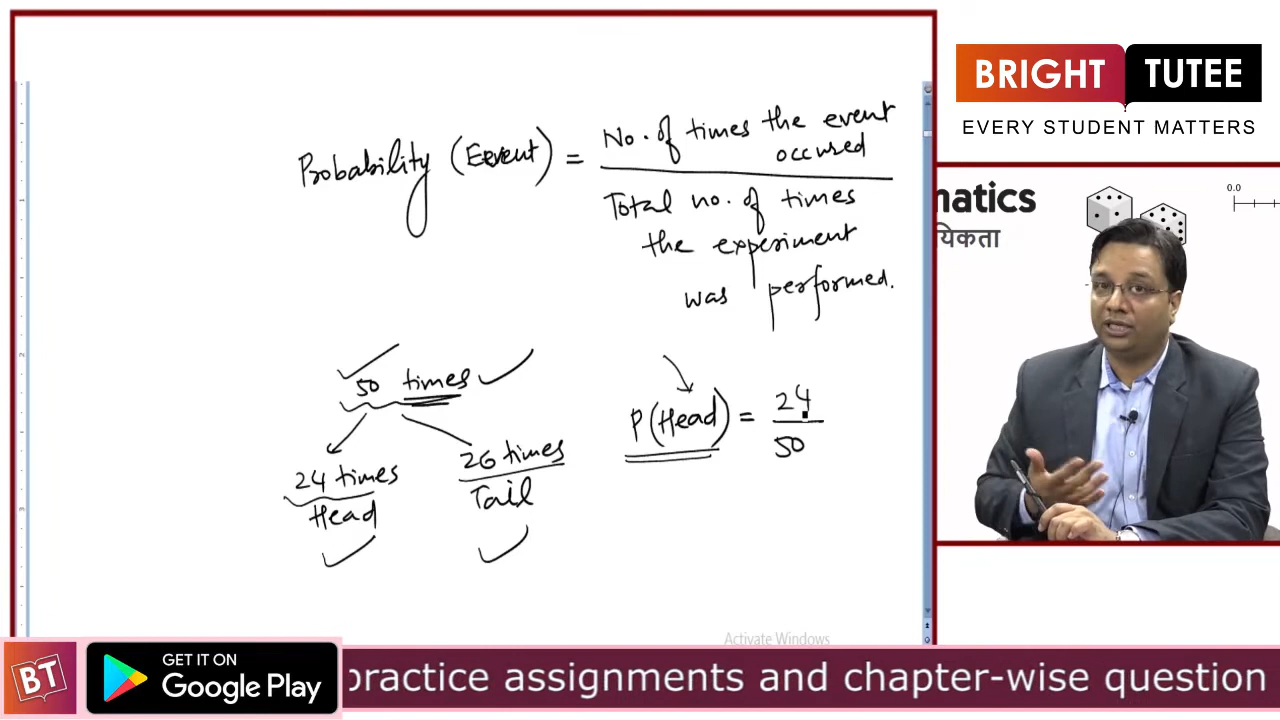 BRIGHT TUTEE
EVERY STUDENT MATTERS
Probability (Event) = No. of times the event
occured
Total no. of times
the experiment
was performed.
0.0
50 times
P(Head) = 24
50
24 times
Head
26 times
Tail
Activate Windows
BT
GET IT ON
Google Play
practice assignments and chapter-wise question